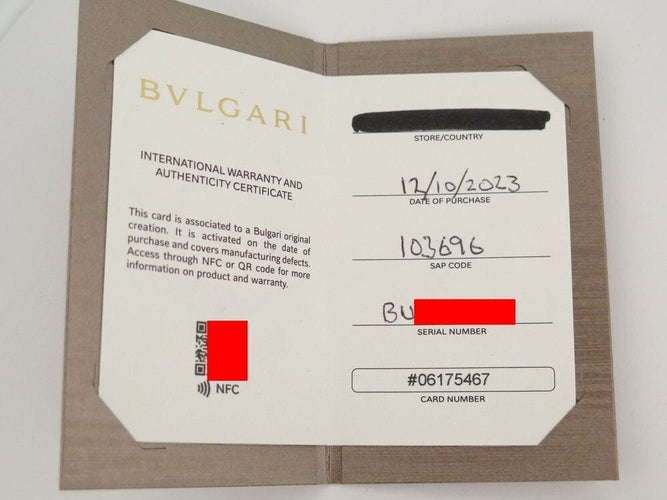 BVLGARI
INTERNATIONAL WARRANTY AND
AUTHENTICITY CERTIFICATE
This card is associated to a Bulgari original
creation. It is activated on the date of
purchase and covers manufacturing defects.
Access through NFC or QR code for more
information on product and warranty.
NFC
STORE/COUNTRY
12/10/2023
DATE OF PURCHASE
103696
SAP CODE
BU
SERIAL NUMBER
#06175467
CARD NUMBER